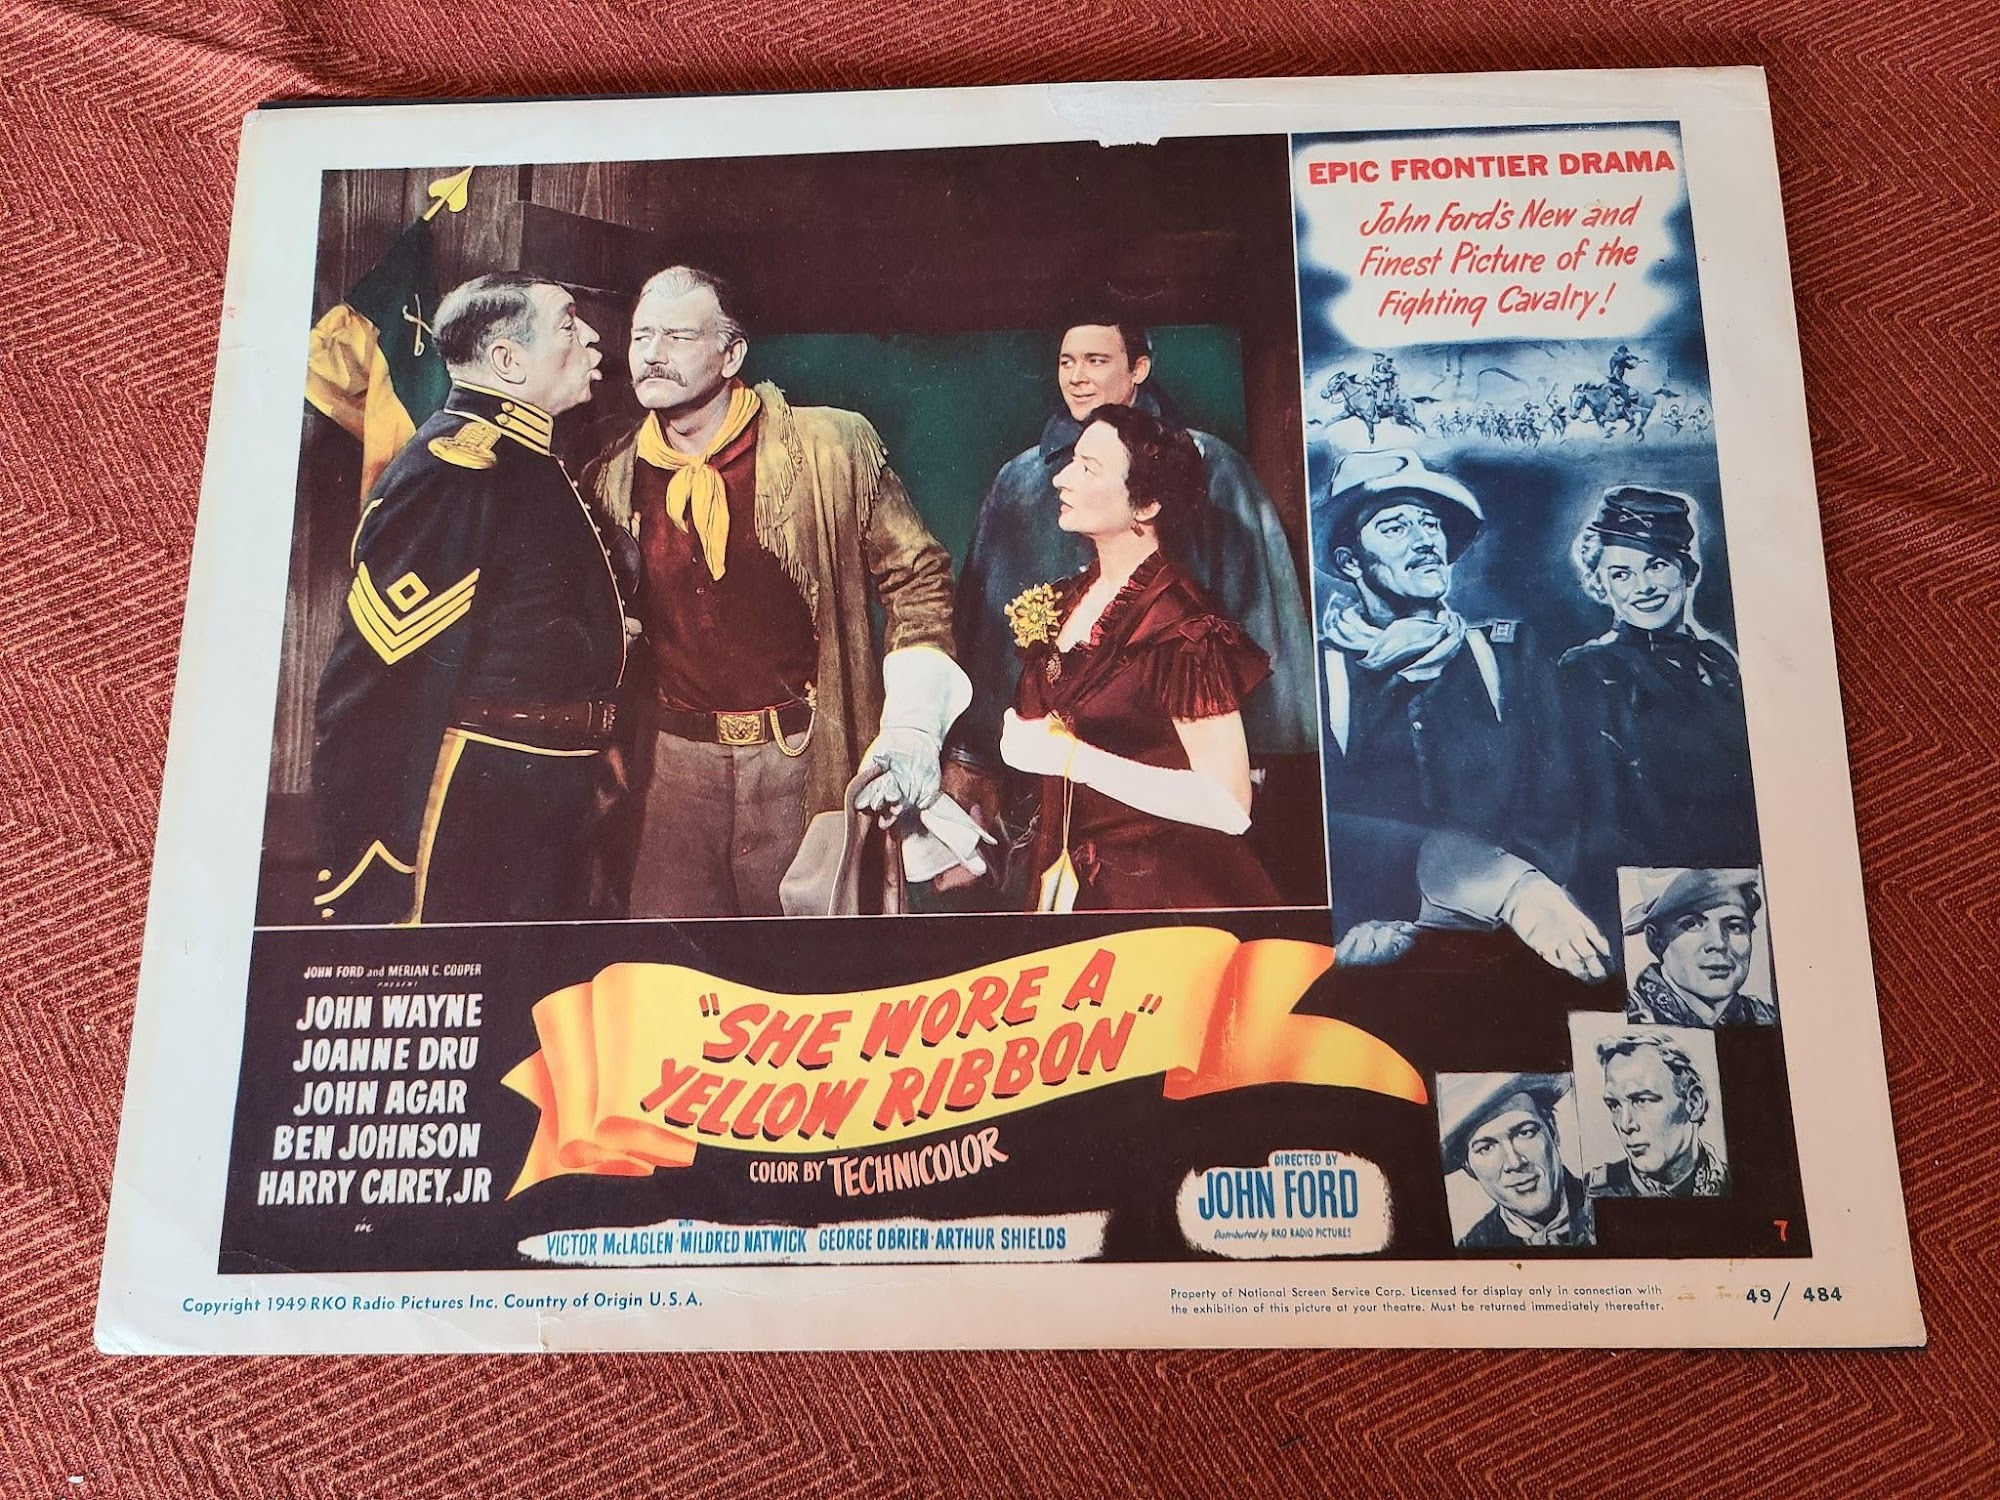 EPIC FRONTIER DRAMA
John Ford's New and
Finest Picture of the
Fighting Cavalry!
JOHN FORD and MERIAN C. COOPER
PRESENT
JOHN WAYNE
JOANNE DRU
JOHN AGAR
BEN JOHNSON
HARRY CAREY, JR
in
"SHE WORE A
YELLOW RIBBON"
COLOR BY TECHNICOLOR
WITH
VICTOR McLAGLEN · MILDRED NATWICK GEORGE O'BRIEN · ARTHUR SHIELDS
DIRECTED BY
JOHN FORD
Distributed by RKO RADIO PICTURES
7
Copyright 1949 RKO Radio Pictures Inc. Country of Origin U.S.A.
Property of National Screen Service Corp. Licensed for display only in connection with
the exhibition of this picture at your theatre. Must be returned immediately thereafter.
49/484